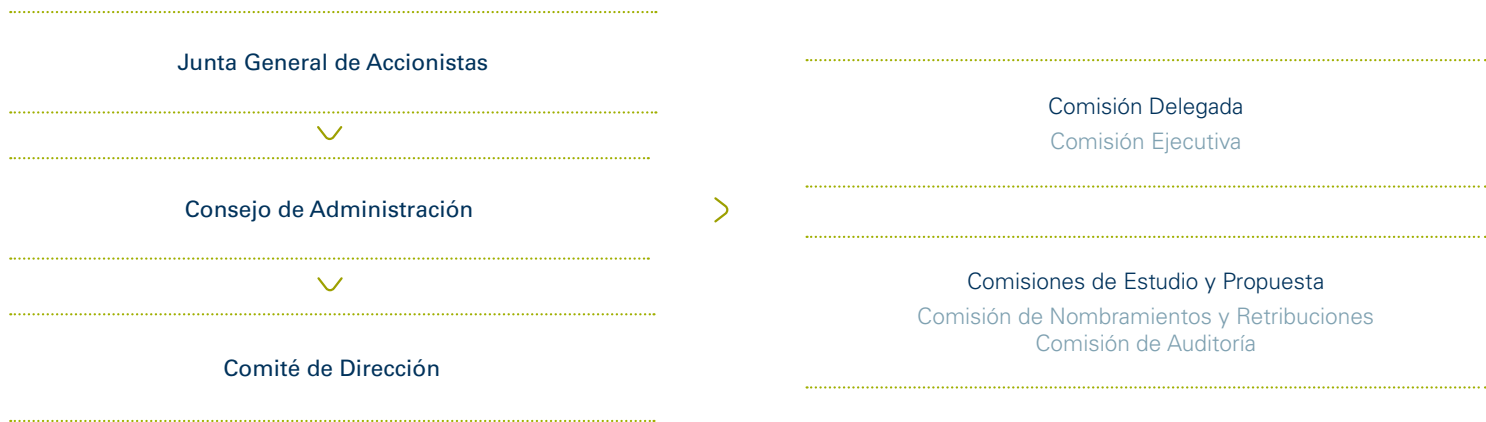 Junta General de Accionistas
Consejo de Administración
Comité de Dirección
Comisión Delegada
Comisión Ejecutiva
Comisiones de Estudio y Propuesta
Comisión de Nombramientos y Retribuciones
Comisión de Auditoría